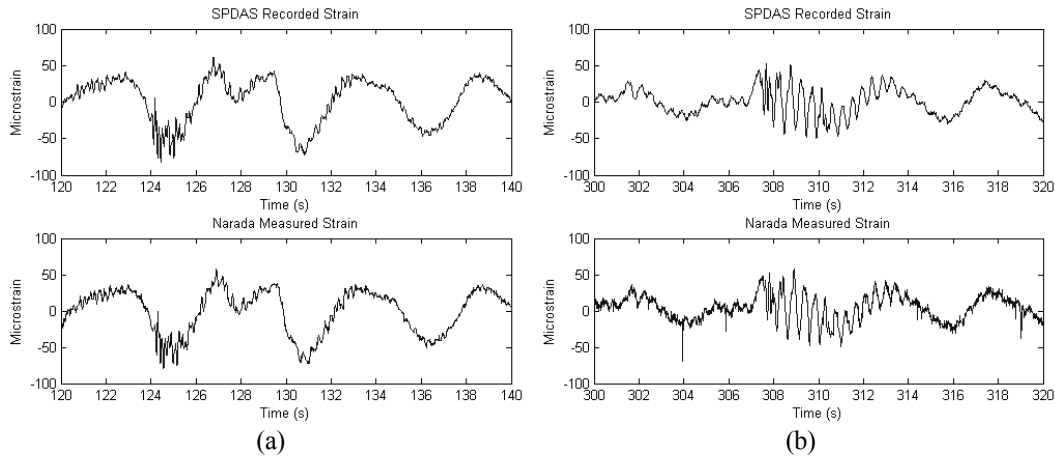 SPDAS Recorded Strain
Microstrain
100
50
0
-50
-100
120 122 124 126 128 130 132 134 136 138 140
Time (s)
Narada Measured Strain
Microstrain
100
50
0
-50
-100
120 122 124 126 128 130 132 134 136 138 140
Time (s)
(a)
SPDAS Recorded Strain
Microstrain
100
50
0
-50
-100
300 302 304 306 308 310 312 314 316 318 320
Time (s)
Narada Measured Strain
Microstrain
100
50
0
-50
-100
300 302 304 306 308 310 312 314 316 318 320
Time (s)
(b)